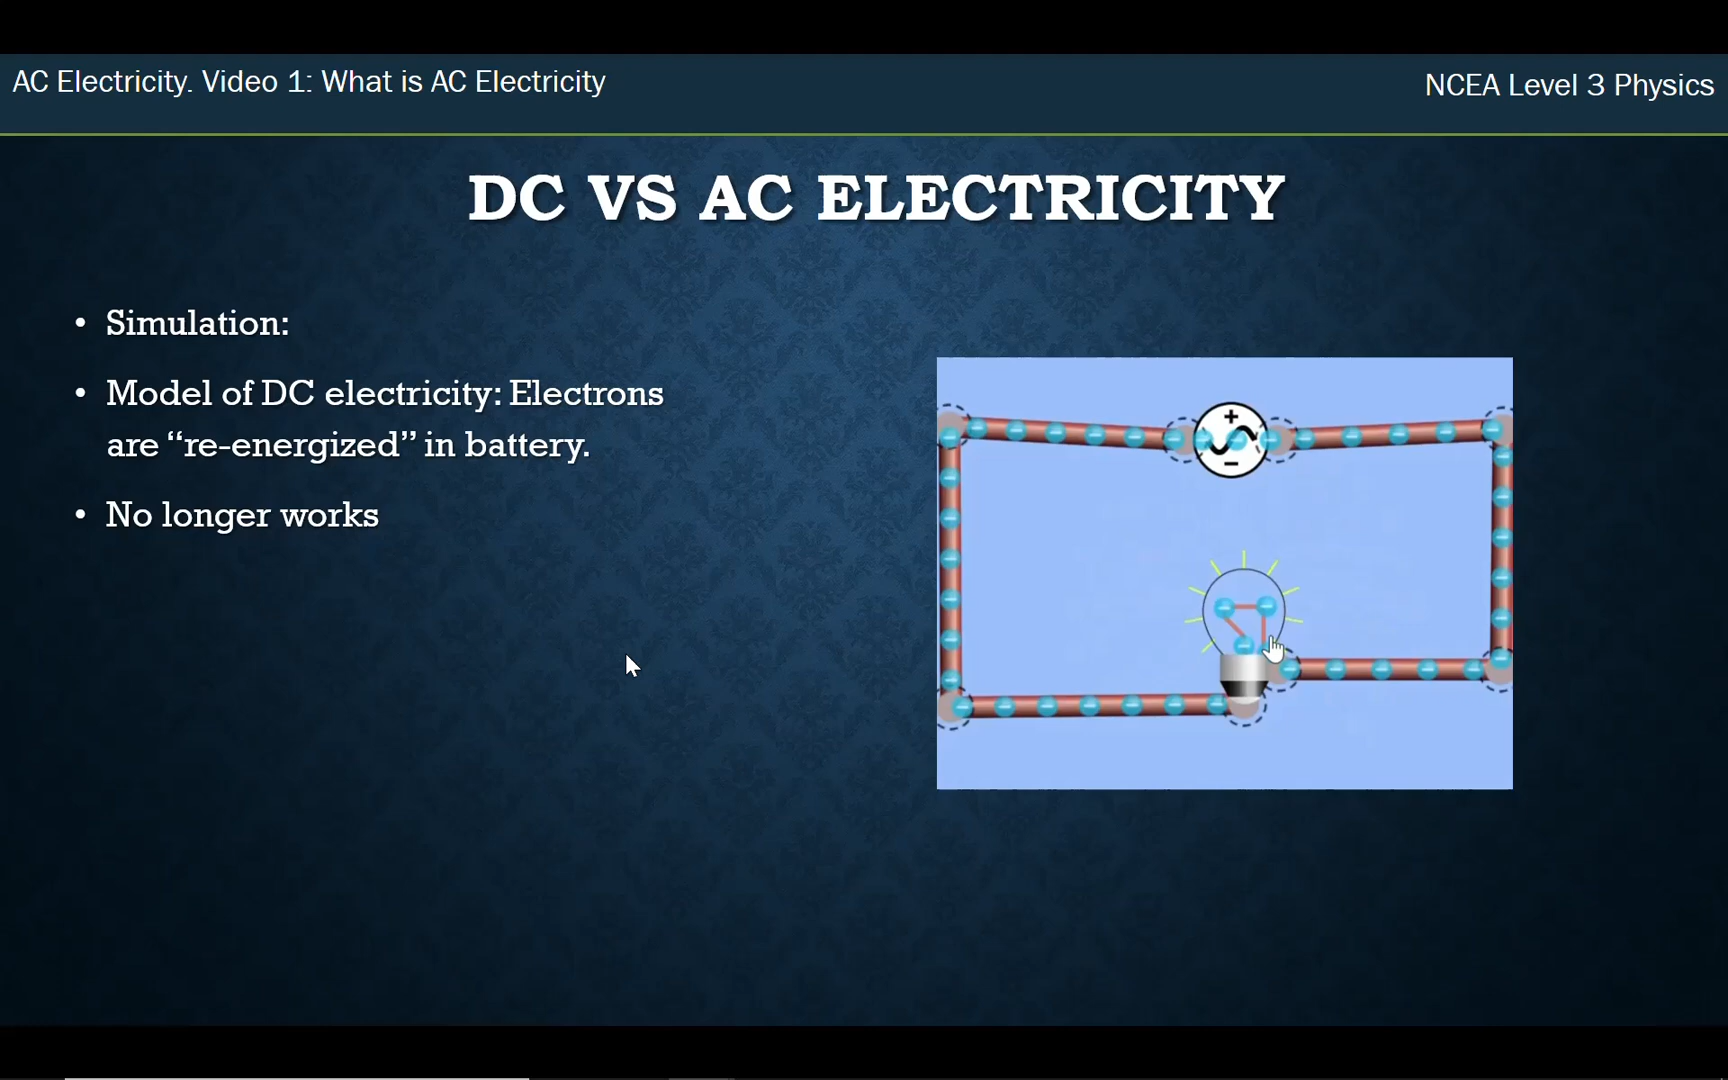 AC Electricity. Video 1: What is AC Electricity
NCEA Level 3 Physics
DC VS AC ELECTRICITY
• Simulation:
• Model of DC electricity: Electrons
are “re-energized” in battery.
• No longer works
+
−